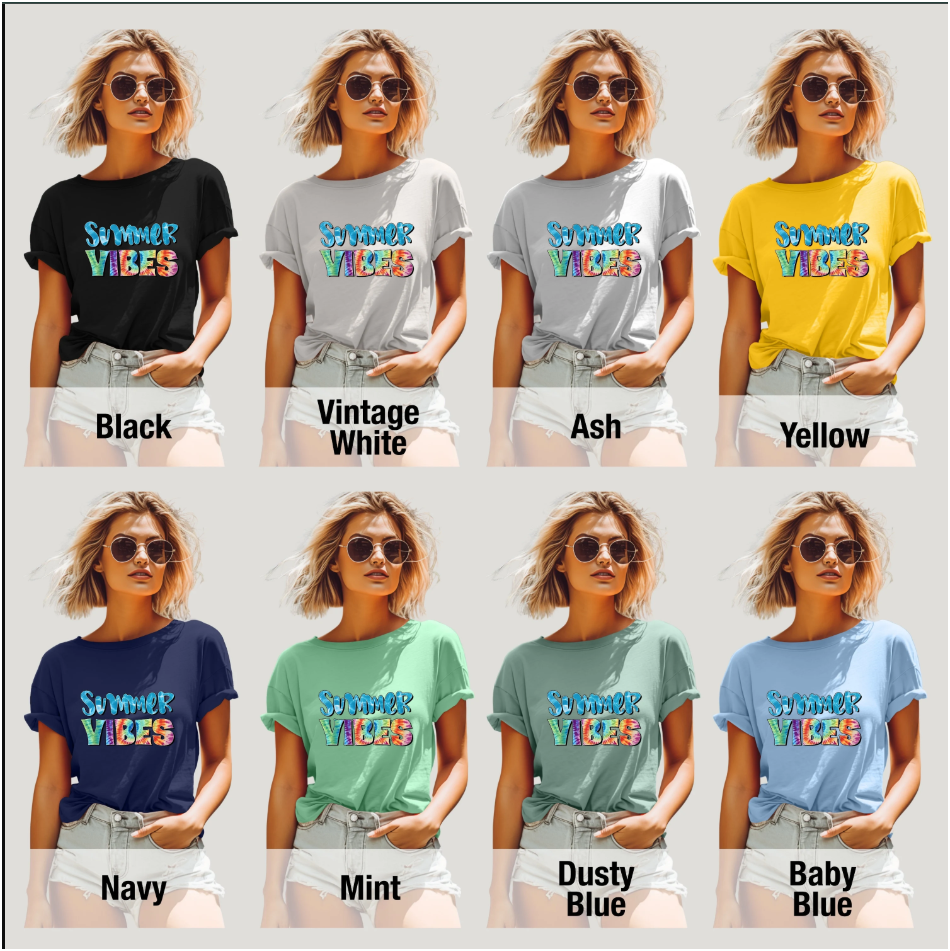 SUMMER
VIBES
SUMMER
VIBES
SUMMER
VIBES
SUMMER
VIBES
Black
Vintage
White
Ash
Yellow
SUMMER
VIBES
SUMMER
VIBES
SUMMER
VIBES
SUMMER
VIBES
Navy
Mint
Dusty
Blue
Baby
Blue